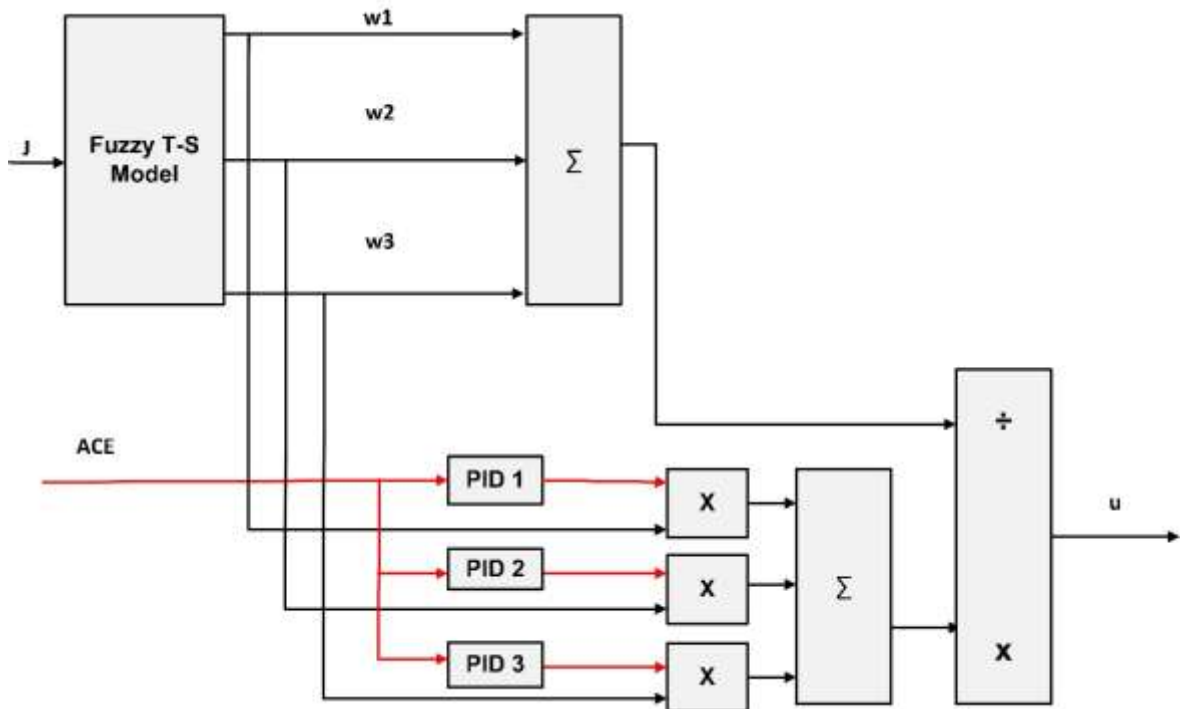 w1
w2
w3
J
Fuzzy T-S
Model
Σ
ACE
PID 1
X
PID 2
X
PID 3
X
Σ
÷
x
u